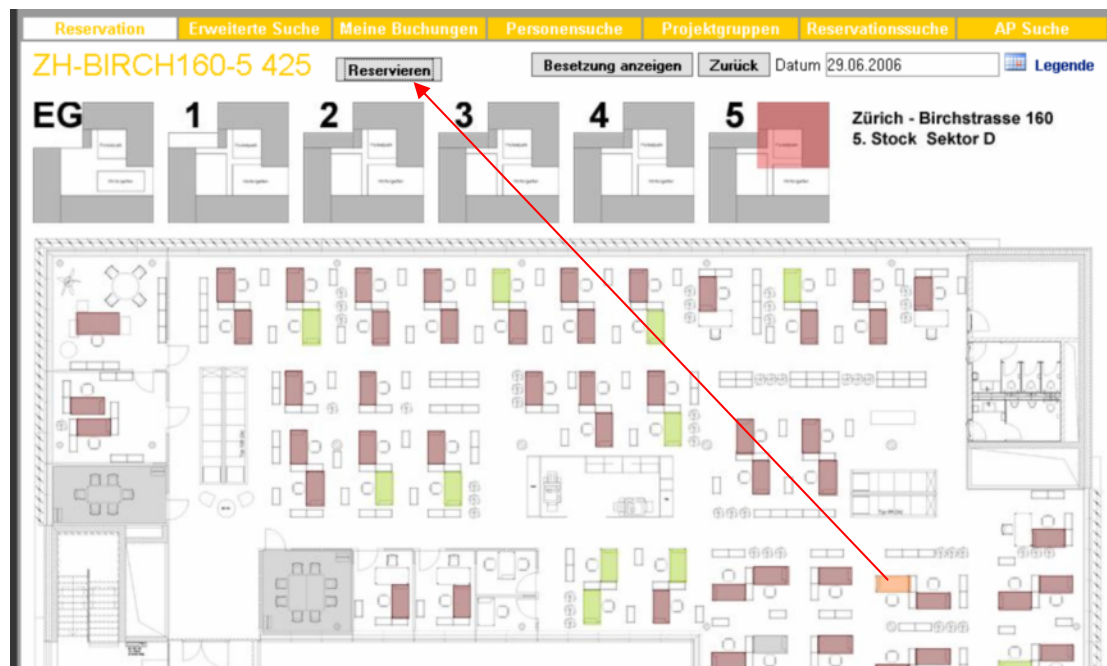 Reservation Erweiterte Suche Meine Buchungen Personensuche Projektgruppen Reservationssuche AP Suche
ZH-BIRCH160-5 425 Reservieren Besetzung anzeigen Zurück Datum 29.06.2006 Legende
EG 1 2 3 4 5
Zürich - Birchstrasse 160
5. Stock Sektor D